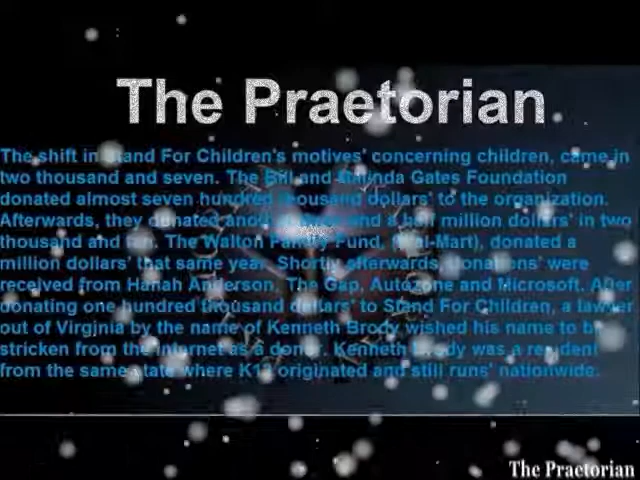 The Praetorian
The shift in Stand For Children's motives' concerning children, came in
two thousand and seven. The Bill and Melinda Gates Foundation
donated almost seven hundred thousand dollars' to the organization.
Afterwards, they donated another three and a half million dollars' in two
thousand and ten. The Walton Family Fund, (Wal-Mart), donated a
million dollars' that same year. Shortly afterwards, donations' were
received from Hanah Anderson, The Gap, Autozone and Microsoft. After
donating one hundred thousand dollars' to Stand For Children, a lawyer
out of Virginia by the name of Kenneth Brody wished his name to be
stricken from the internet as a donor. Kenneth Brody was a resident
from the same state where K12 originated and still runs' nationwide.
The Praetorian